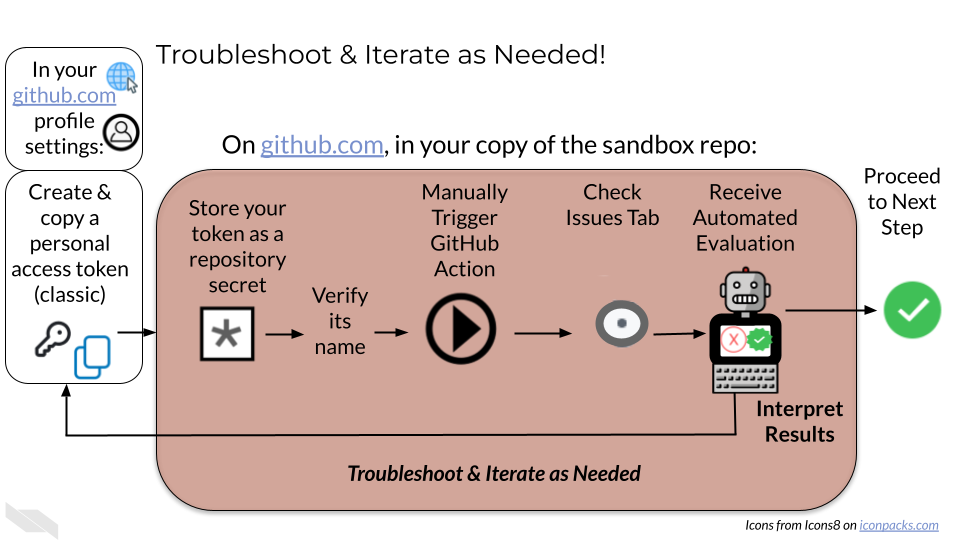 Troubleshoot & Iterate as Needed!
In your
github.com
profile
settings:
Create &
copy a
personal
access token
(classic)
On github.com, in your copy of the sandbox repo:
Store your
token as a
repository
secret
Verify
its
name
Manually
Trigger
GitHub
Action
Check
Issues Tab
Receive
Automated
Evaluation
X
Interpret
Results
Proceed
to Next
Step
Troubleshoot & Iterate as Needed
Icons from Icons8 on iconpacks.com